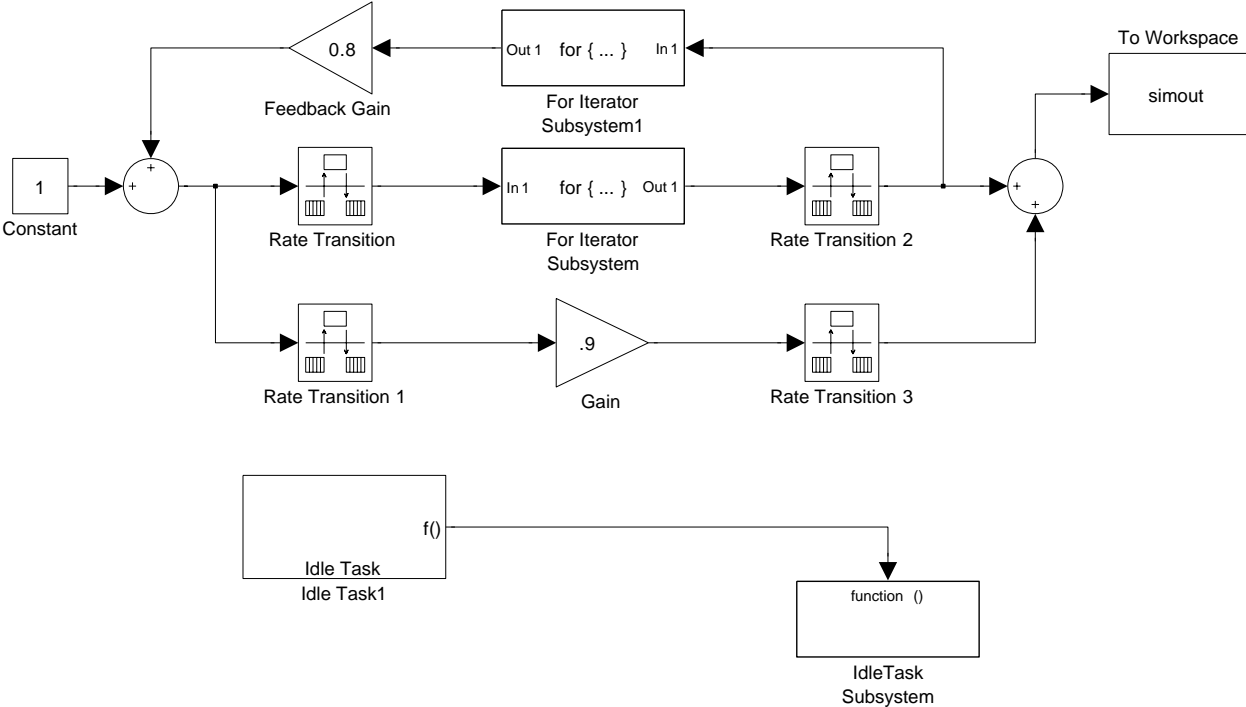 To Workspace
simout
0.8
Feedback Gain
Out 1 for { ... } In 1
For Iterator
Subsystem1
1
Constant
+
+
Rate Transition
In 1 for { ... } Out 1
For Iterator
Subsystem
Rate Transition 2
+
+
Rate Transition 1
.9
Gain
Rate Transition 3
f()
Idle Task
Idle Task1
function ()
IdleTask
Subsystem